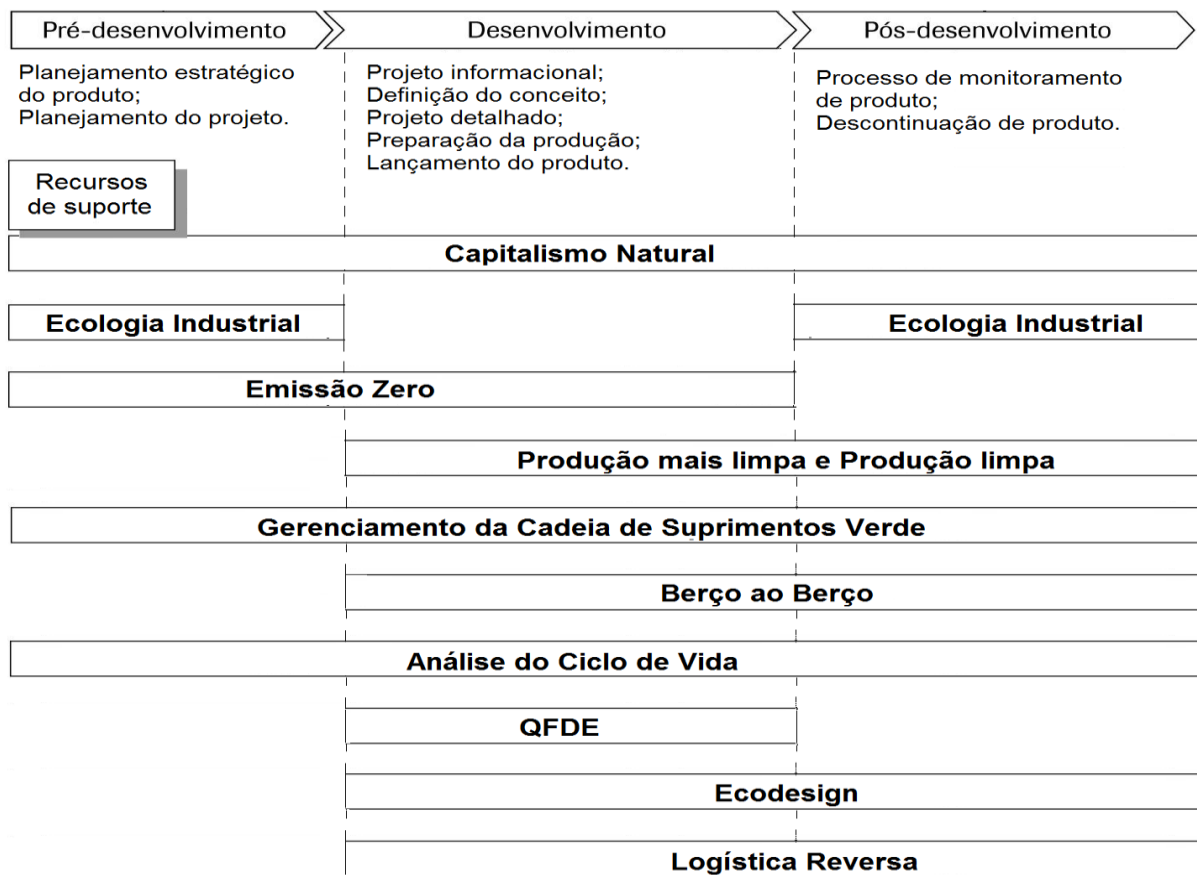 Pré-desenvolvimento
Desenvolvimento
Pós-desenvolvimento
Planejamento estratégico
do produto;
Planejamento do projeto.
Projeto informacional;
Definição do conceito;
Projeto detalhado;
Preparação da produção;
Lançamento do produto.
Processo de monitoramento
de produto;
Descontinuação de produto.
Recursos
de suporte
Capitalismo Natural
Ecologia Industrial
Ecologia Industrial
Emissão Zero
Produção mais limpa e Produção limpa
Gerenciamento da Cadeia de Suprimentos Verde
Berço ao Berço
Análise do Ciclo de Vida
QFDE
Ecodesign
Logística Reversa